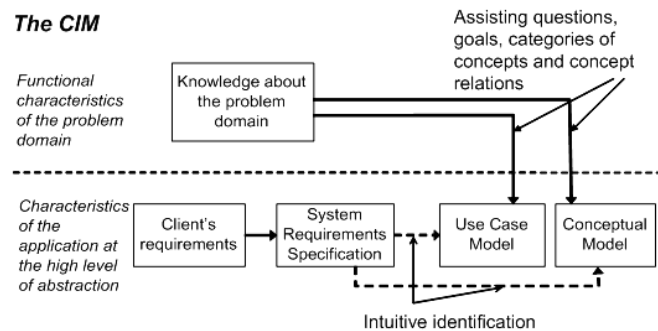 The CIM
Assisting questions,
goals, categories of
concepts and concept
relations
Functional
characteristics
of the problem
domain
Knowledge about
the problem
domain
Characteristics
of the
application at
the high level
of abstraction
Client's
requirements
System
Requirements
Specification
Use Case
Model
Conceptual
Model
Intuitive identification